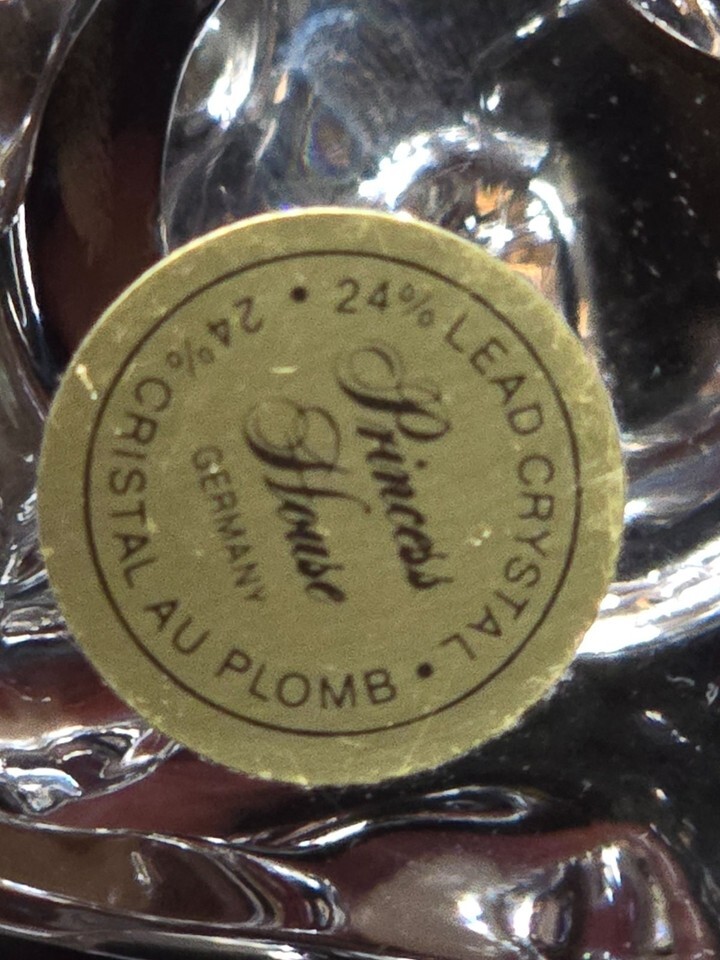 24% LEAD CRYSTAL •
24% CRISTAL AU PLOMB •
Princess
House
GERMANY